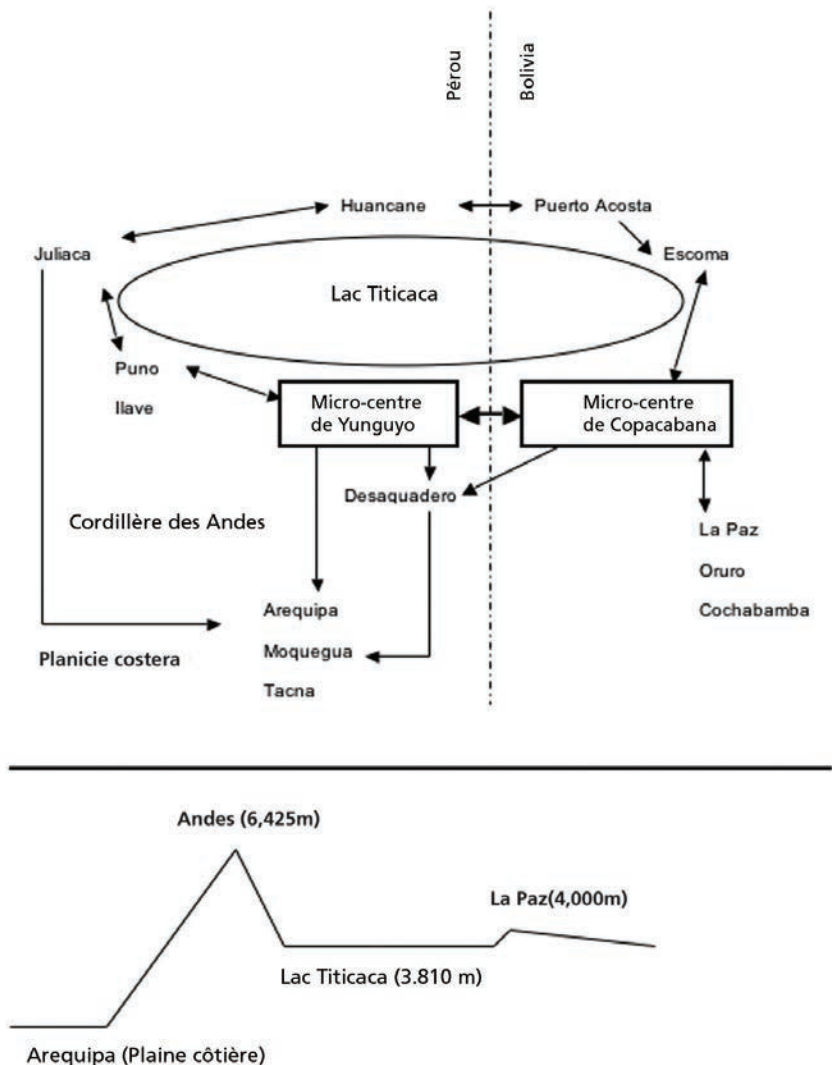 Pérou
Bolivia
Huancane
Puerto Acosta
Juliaca
Escoma
Lac Titicaca
Puno
Ilave
Micro-centre
de Yunguyo
Micro-centre
de Copacabana
Desaquadero
Cordillère des Andes
La Paz
Oruro
Cochabamba
Arequipa
Moquegua
Tacna
Planicie costera
Andes (6,425m)
La Paz(4,000m)
Lac Titicaca (3.810 m)
Arequipa (Plaine côtière)